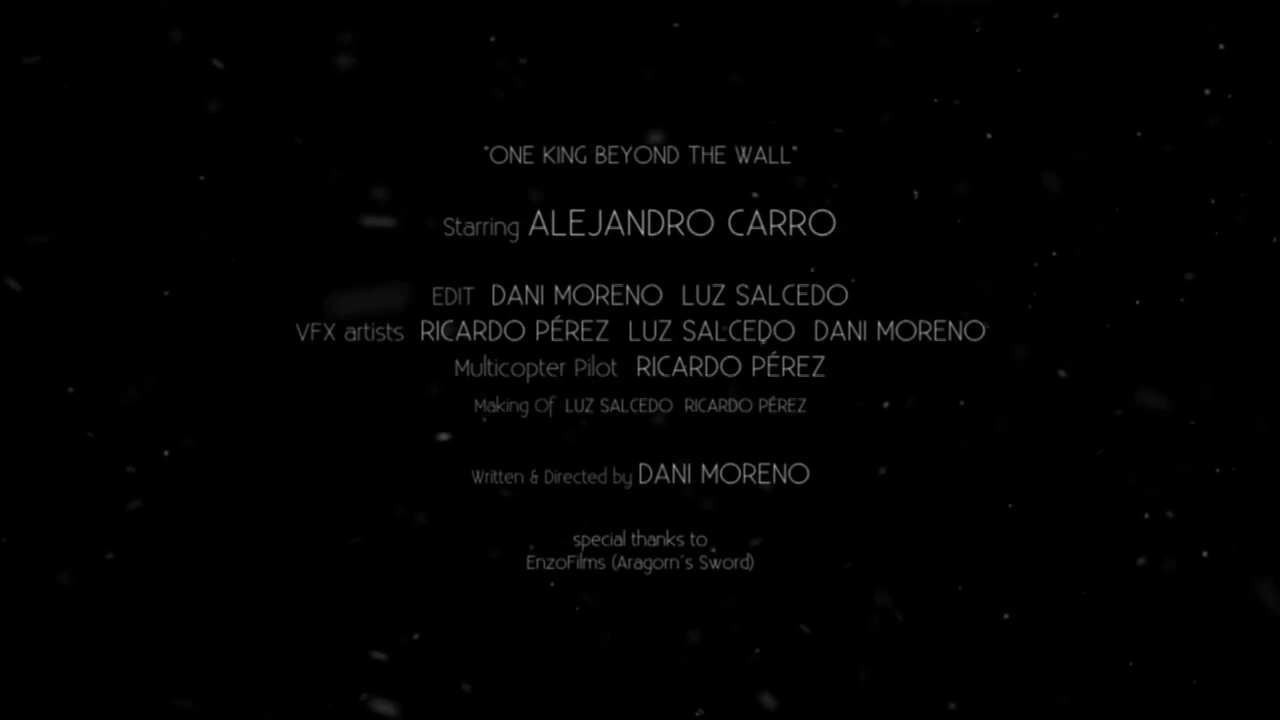 "ONE KING BEYOND THE WALL"
Starring ALEJANDRO CARRO
EDIT DANI MORENO LUZ SALCEDO
VFX artists RICARDO PÉREZ LUZ SALCEDO DANI MORENO
Multicopter Pilot RICARDO PÉREZ
Making Of LUZ SALCEDO RICARDO PÉREZ
Written & Directed by DANI MORENO
special thanks to
EnzoFilms (Aragorn´s Sword)